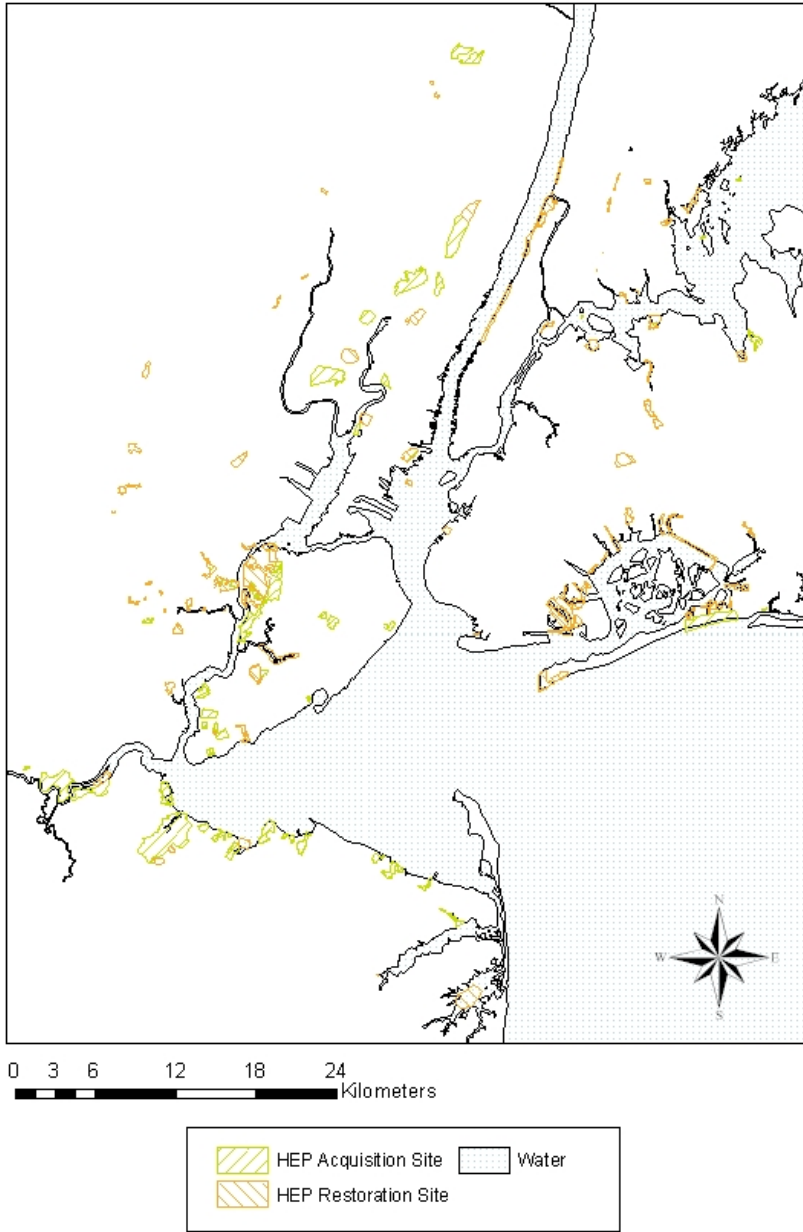 N
W E
S
0 3 6 12 18 24
Kilometers
HEP Acquisition Site Water
HEP Restoration Site